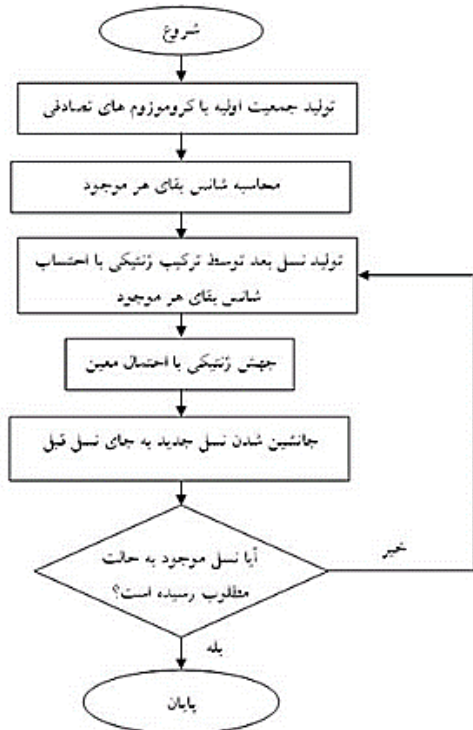 شروع
تولید جمعیت اولیه با کروموزوم های تصادفی
محاسبه شانس بقای هر موجود
تولید نسل بعد توسط ترکیب ژنتیکی با احتساب
شانس بقای هر موجود
جهش ژنتیکی با احتمال معین
جانشین شدن نسل جدید به جای نسل قبل
آیا نسل موجود به حالت
مطلوب رسیده است؟
خیر
بله
پایان